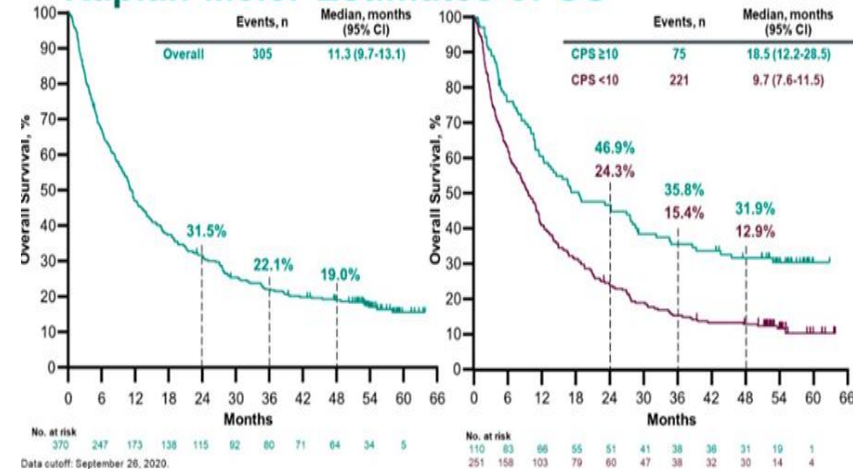 Events, n
Median, months
(95% CI)
Overall 305 11.3 (9.7-13.1)
100
90
80
70
60
50
40
30
20
10
0
Overall Survival, %
31.5%
22.1%
19.0%
0 6 12 18 24 30 36 42 48 54 60 66
Months
No. at risk
370 247 173 138 115 92 80 71 64 34 5
Data cutoff: September 26, 2020.
Events, n
Median, months
(95% CI)
CPS ≥10 75 18.5 (12.2-28.5)
CPS <10 221 9.7 (7.6-11.5)
100
90
80
70
60
50
40
30
20
10
0
Overall Survival, %
46.9%
24.3%
35.8%
15.4%
31.9%
12.9%
0 6 12 18 24 30 36 42 48 54 60 66
Months
No. at risk
110 83 66 55 51 41 38 36 31 19 1
251 158 103 79 60 47 38 32 30 14 4